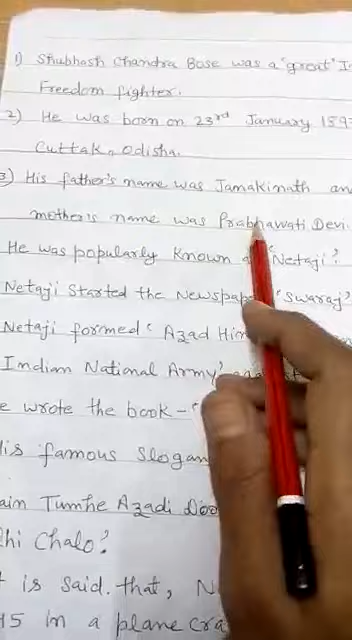 1) Shubhash Chandra Bose was a "great"
Freedom fighter.
2) He was born on 23rd January 1897
Cuttak, Odisha.
3) His father's name was Jamakinath an
mother's name was Prabhawati Devi.
He was popularly known a 'Netaji'.
Netaji started the Newspap 'Swaraj'
Netaji formed 'Azad Hin
Indian National Army'
e wrote the book - "
is famous slogan
ain Tumhe Azadi Doo
hi Chalo'.
t is said that, N
45 in a plane cra